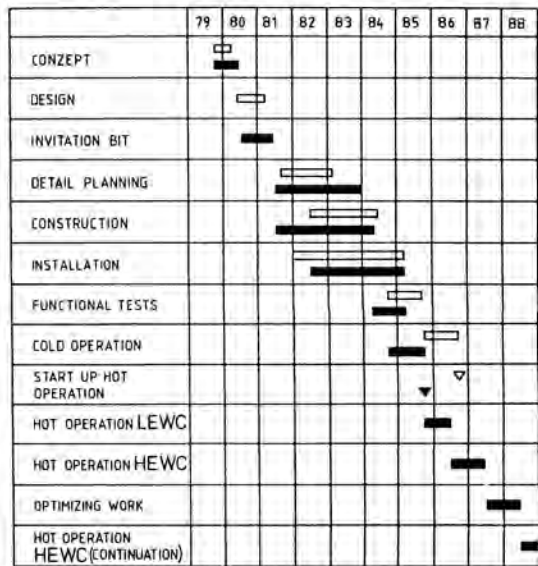 79 80 81 82 83 84 85 86 87 88
CONZEPT
DESIGN
INVITATION BIT
DETAIL PLANNING
CONSTRUCTION
INSTALLATION
FUNCTIONAL TESTS
COLD OPERATION
START UP HOT
OPERATION
HOT OPERATION LEWC
HOT OPERATION HEWC
OPTIMIZING WORK
HOT OPERATION
HEWC (CONTINUATION)